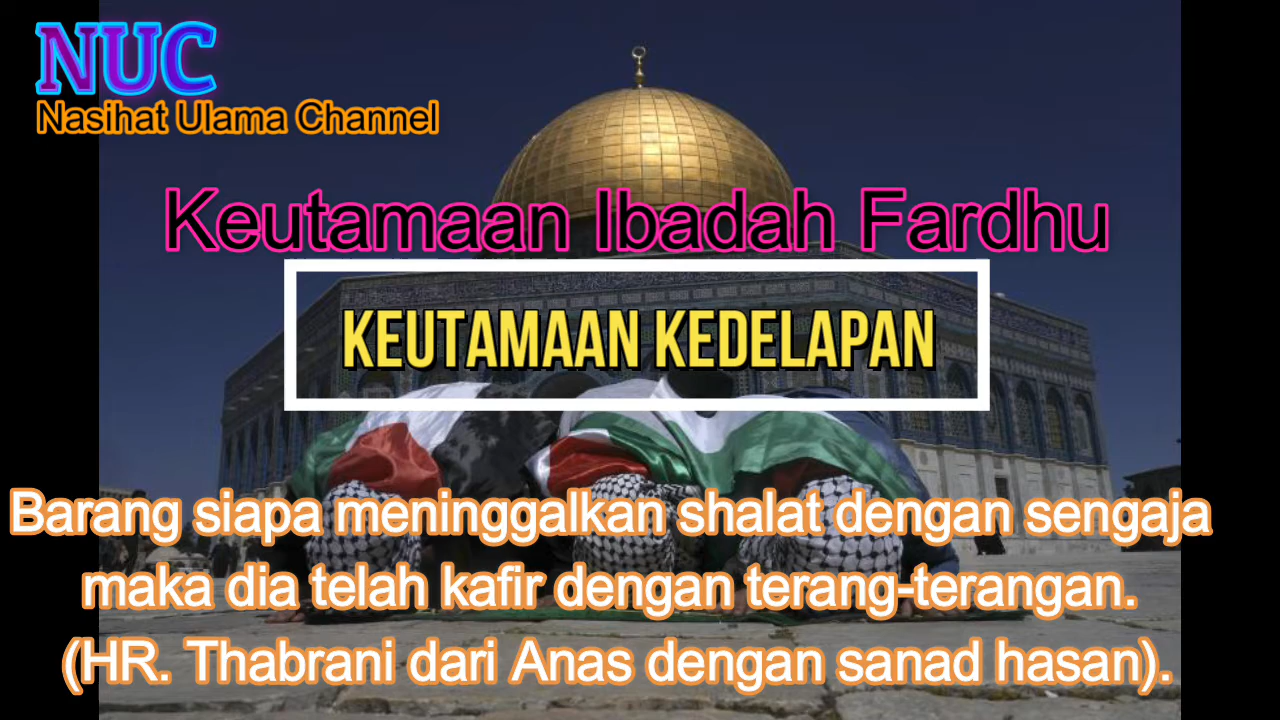 NUC
Nasihat Ulama Channel
Keutamaan Ibadah Fardhu
KEUTAMAAN KEDELAPAN
Barang siapa meninggalkan shalat dengan sengaja
maka dia telah kafir dengan terang-terangan.
(HR. Thabrani dari Anas dengan sanad hasan).